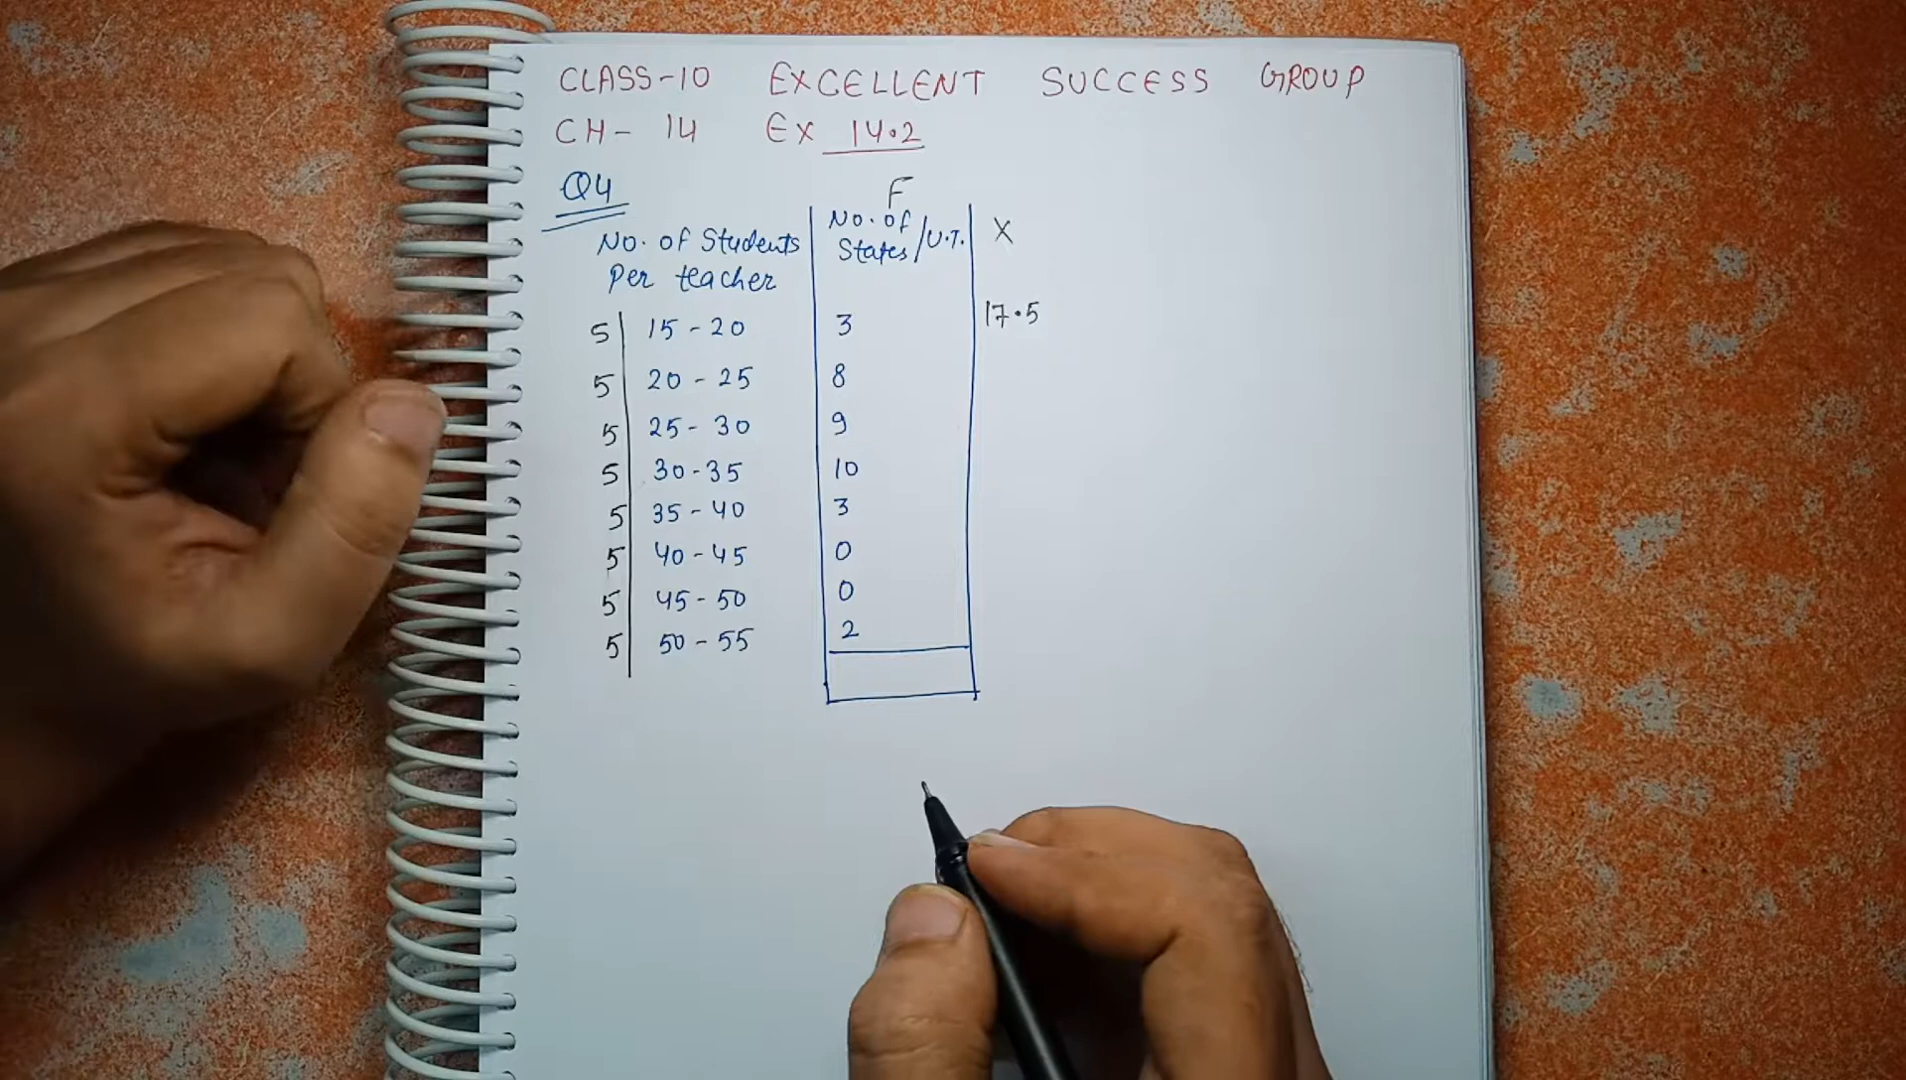 CLASS-10 EXCELLENT SUCCESS GROUP
CH- 14 Ex 14.2
Q4
F
No. of Students Per teacher
No. of States/U.T.
X
5 15-20 3 17.5
5 20-25 8
5 25-30 9
5 30-35 10
5 35-40 3
5 40-45 0
5 45-50 0
5 50-55 2